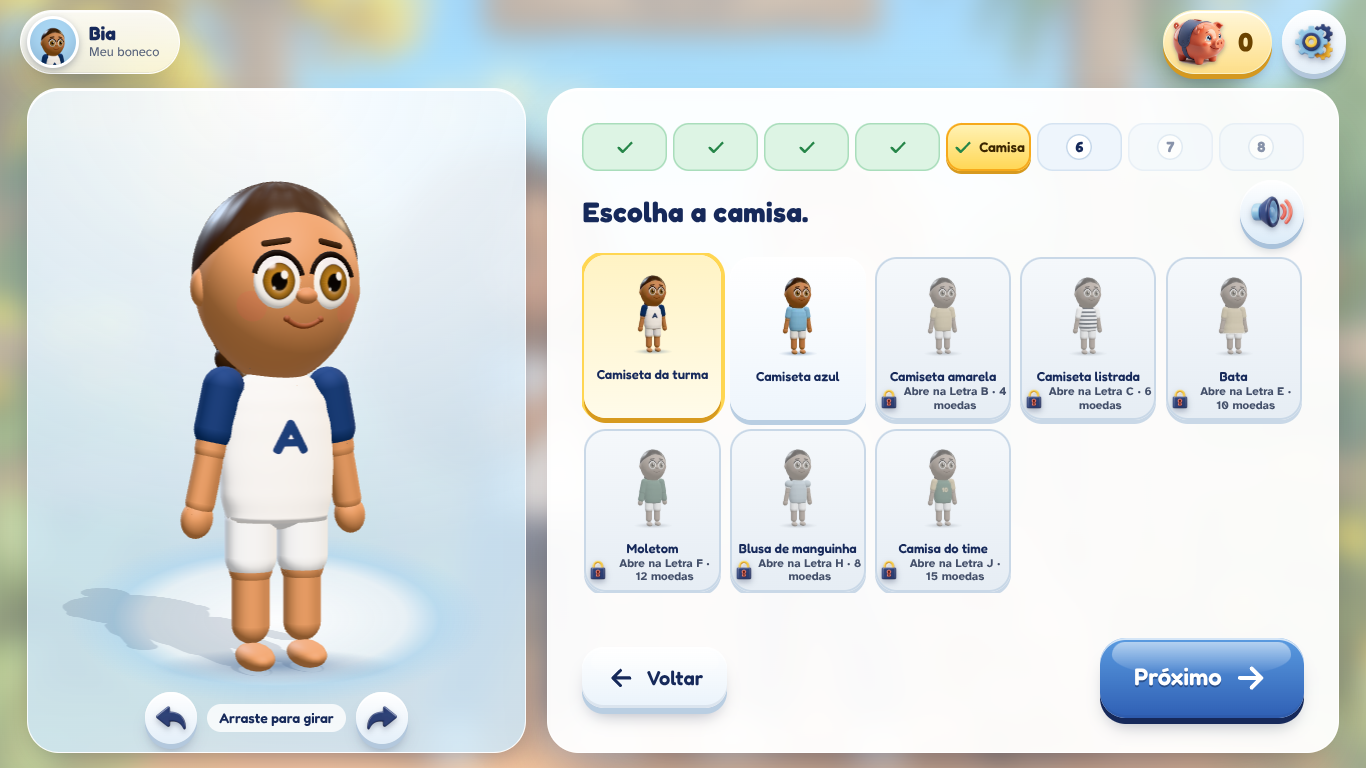 Bia
Meu boneco
0
Camisa
6
7
8
Escolha a camisa.
A
Camiseta da turma
Camiseta azul
Camiseta amarela
Abre na Letra B · 4
moedas
Camiseta listrada
Abre na Letra C · 6
moedas
Bata
Abre na Letra E ·
10 moedas
Moletom
Abre na Letra F ·
12 moedas
Blusa de manguinha
Abre na Letra H · 8
moedas
Camisa do time
Abre na Letra J ·
15 moedas
A
Voltar
Próximo
Arraste para girar